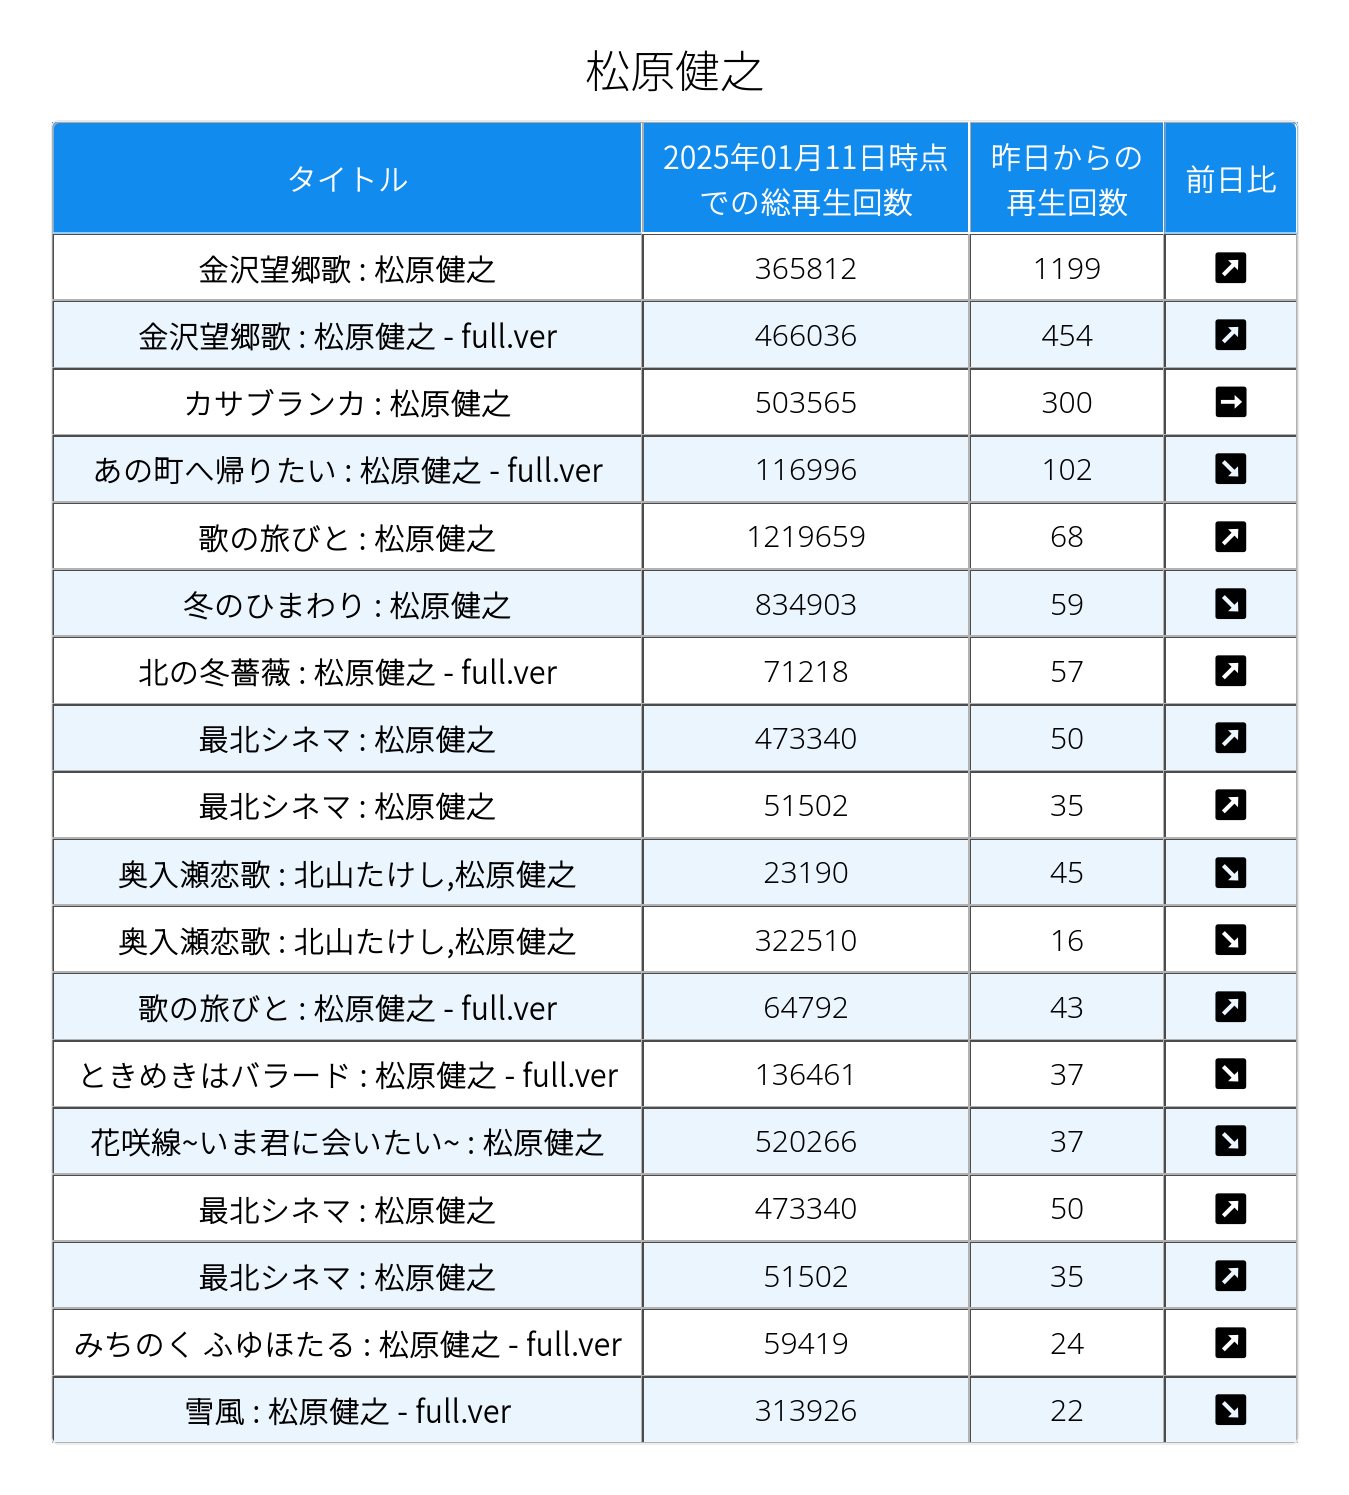 松原健之
タイトル 2025年01月11日時点での総再生回数 昨日からの再生回数 前日比
金沢望郷歌 : 松原健之 365812 1199 ↗
金沢望郷歌 : 松原健之 - full.ver 466036 454 ↗
カサブランカ : 松原健之 503565 300 →
あの町へ帰りたい : 松原健之 - full.ver 116996 102 ↘
歌の旅びと : 松原健之 1219659 68 ↗
冬のひまわり : 松原健之 834903 59 ↘
北の冬薔薇 : 松原健之 - full.ver 71218 57 ↗
最北シネマ : 松原健之 473340 50 ↗
最北シネマ : 松原健之 51502 35 ↗
奥入瀬恋歌 : 北山たけし,松原健之 23190 45 ↘
奥入瀬恋歌 : 北山たけし,松原健之 322510 16 ↘
歌の旅びと : 松原健之 - full.ver 64792 43 ↗
ときめきはバラード : 松原健之 - full.ver 136461 37 ↘
花咲線~いま君に会いたい~ : 松原健之 520266 37 ↘
最北シネマ : 松原健之 473340 50 ↗
最北シネマ : 松原健之 51502 35 ↗
みちのく ふゆほたる : 松原健之 - full.ver 59419 24 ↗
雪風 : 松原健之 - full.ver 313926 22 ↘